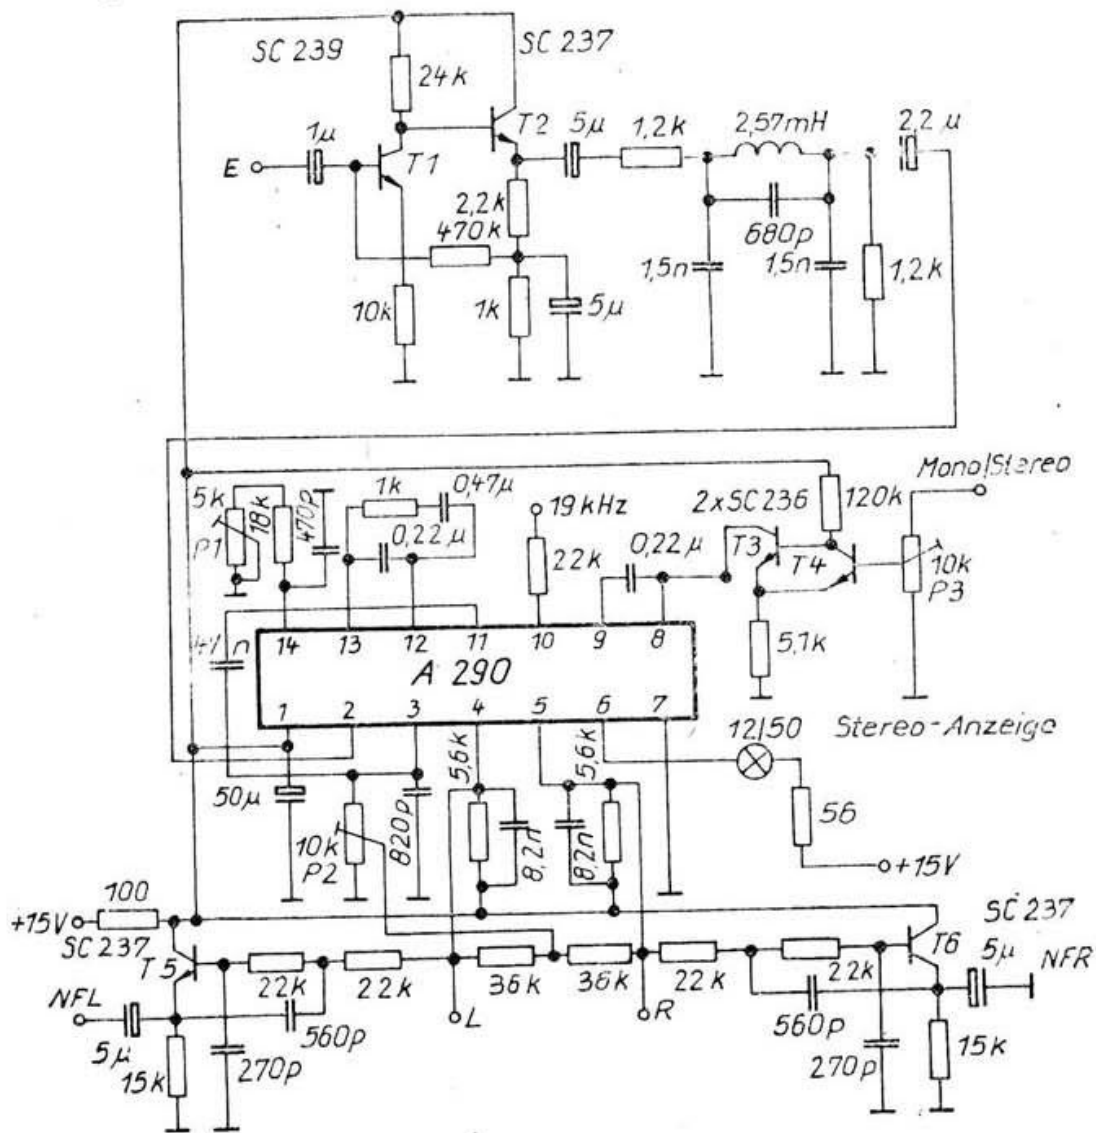 SC 239
SC 237
24k
1µ
E
T1
T2
5µ
1,2k
2,57mH
2,2 µ
2,2k
470k
680p
1,5n
1,5n
1,2k
10k
1k
5µ
Mono/Stereo
5k
18k
470p
P1
1k
0,47µ
0,22 µ
19 kHz
22k
0,22 µ
2xSC236
120k
T3
T4
10k
P3
5,1k
n
14
13
12
11
10
9
8
A 290
1
2
3
4
5
6
7
12/50
Stereo-Anzeige
50µ
10k
P2
820p
5,6k
8,2n
5,6k
8,2n
56
+15V
100
+15V
SC 237
T5
22k
22k
36k
36k
22k
22k
T6
SC 237
5µ
NFR
NFL
5µ
15k
270p
560p
L
R
560p
270p
15k